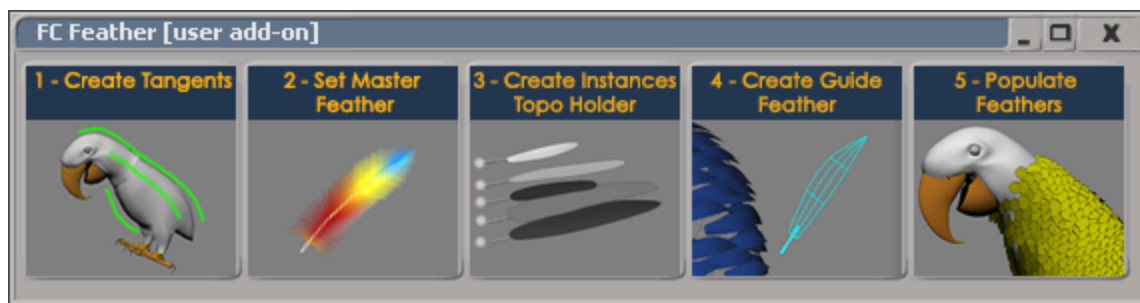 FC Feather [user add-on]
1 - Create Tangents
2 - Set Master
Feather
3 - Create Instances
Topo Holder
4 - Create Guide
Feather
5 - Populate
Feathers